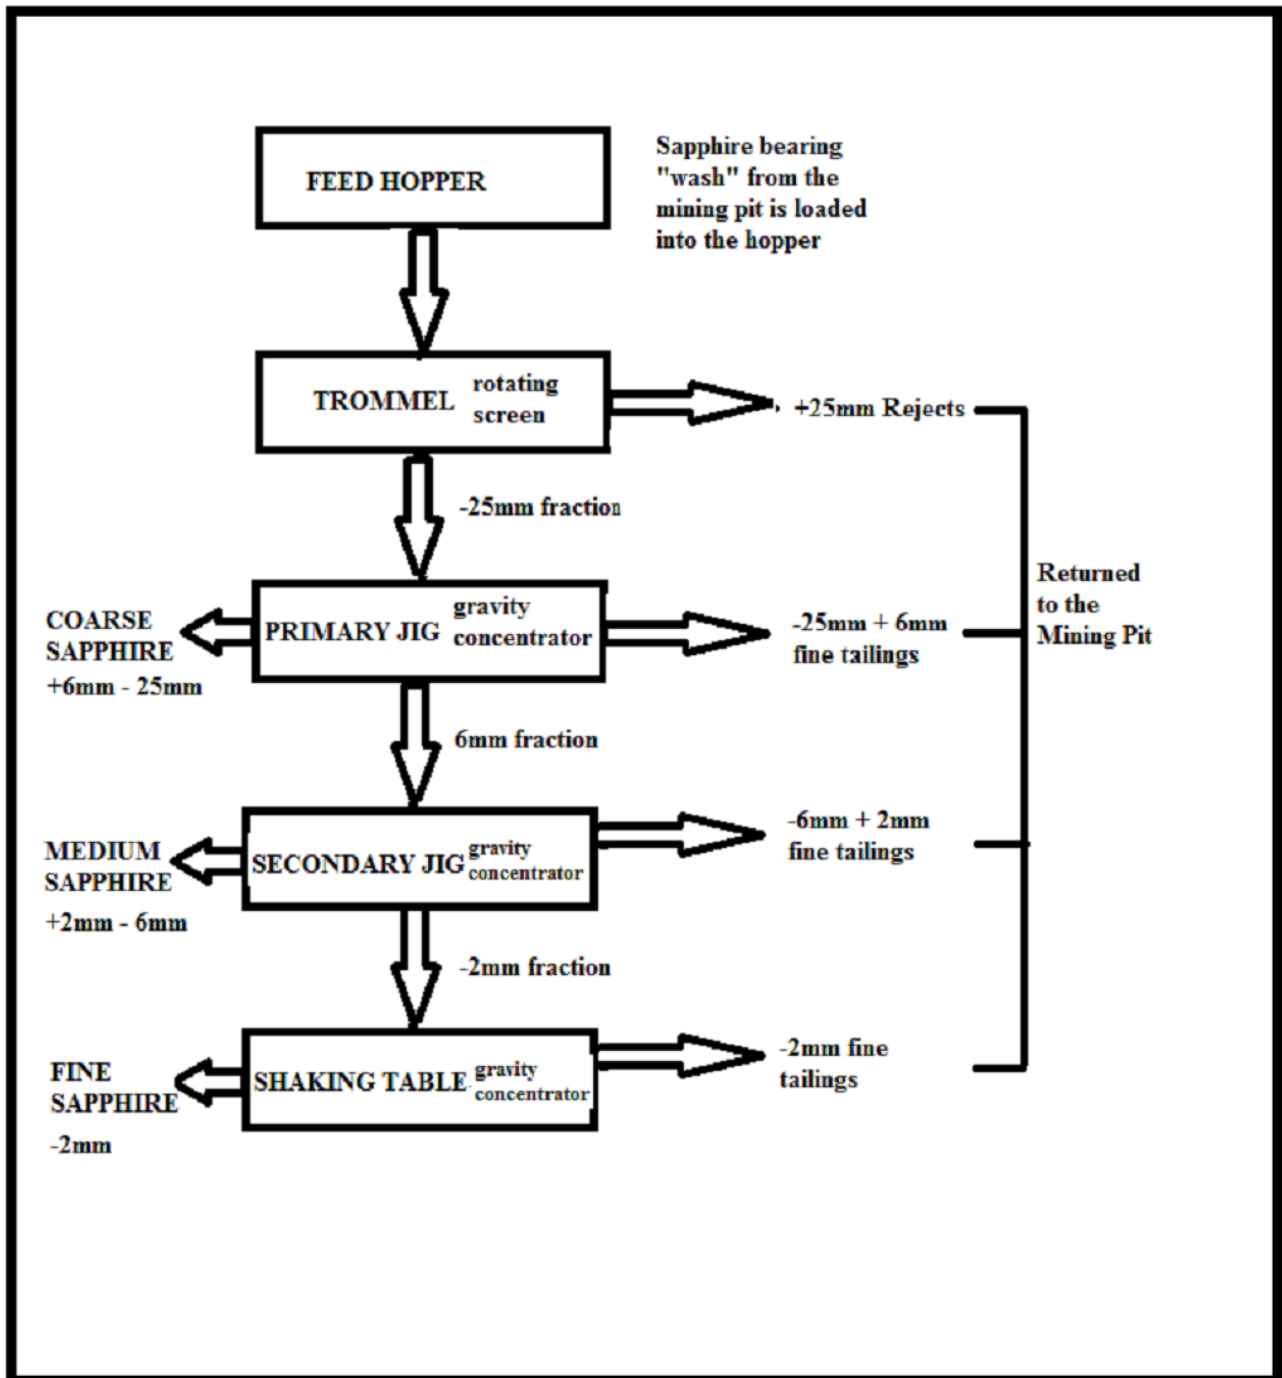 FEED HOPPER
Sapphire bearing
"wash" from the
mining pit is loaded
into the hopper
TROMMEL rotating
screen
+25mm Rejects
-25mm fraction
COARSE
SAPPHIRE
+6mm - 25mm
PRIMARY JIG gravity
concentrator
-25mm + 6mm
fine tailings
Returned
to the
Mining Pit
6mm fraction
MEDIUM
SAPPHIRE
+2mm - 6mm
SECONDARY JIG gravity
concentrator
-6mm + 2mm
fine tailings
-2mm fraction
FINE
SAPPHIRE
-2mm
SHAKING TABLE gravity
concentrator
-2mm fine
tailings